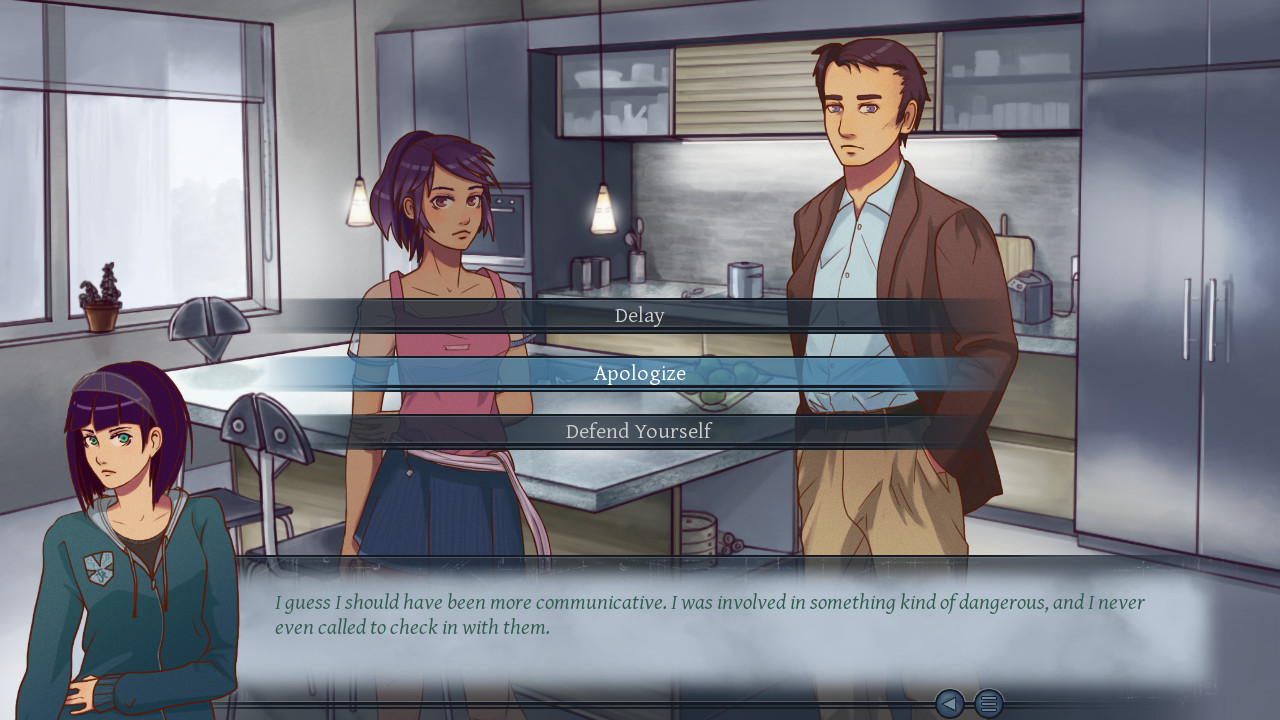 Delay
Apologize
Defend Yourself
I guess I should have been more communicative. I was involved in something kind of dangerous, and I never
even called to check in with them.